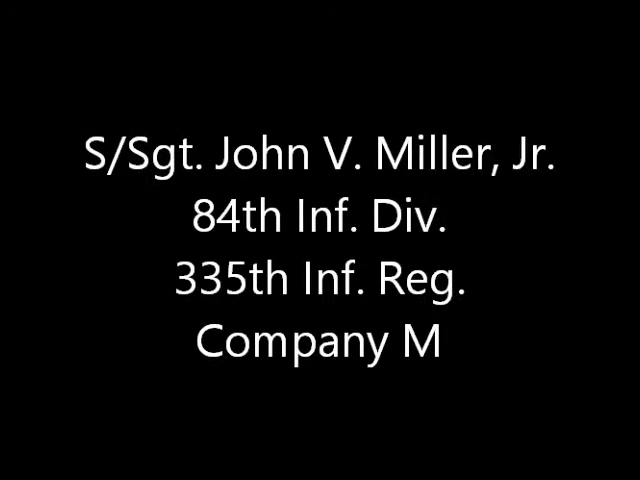 S/Sgt. John V. Miller, Jr.
84th Inf. Div.
335th Inf. Reg.
Company M